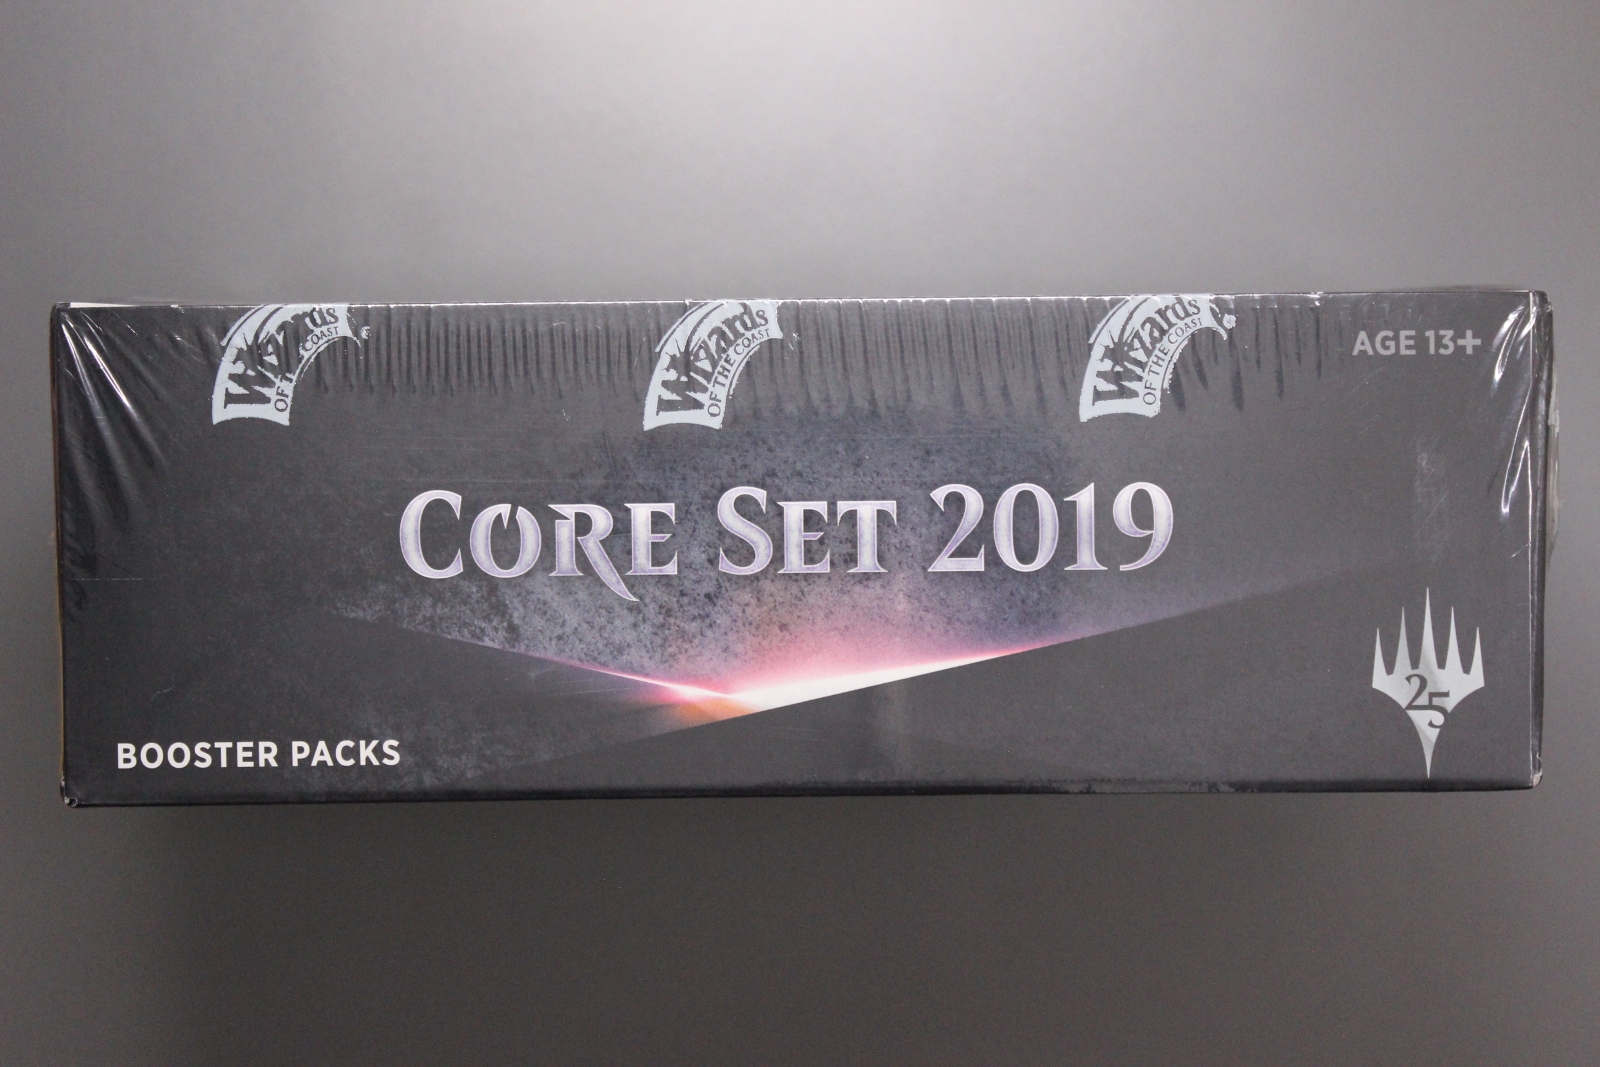 Wizards
OF THE COAST
Wizards
OF THE COAST
Wizards
OF THE COAST
AGE 13+
CORE SET 2019
25
BOOSTER PACKS